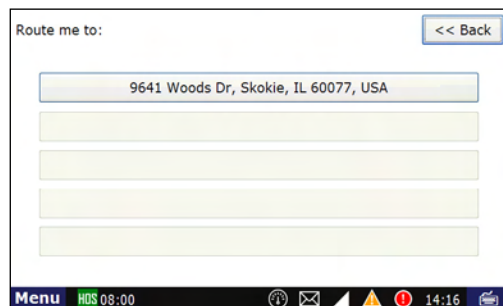 Route me to:
<< Back
9641 Woods Dr, Skokie, IL 60077, USA
Menu HOS 08:00 14:16